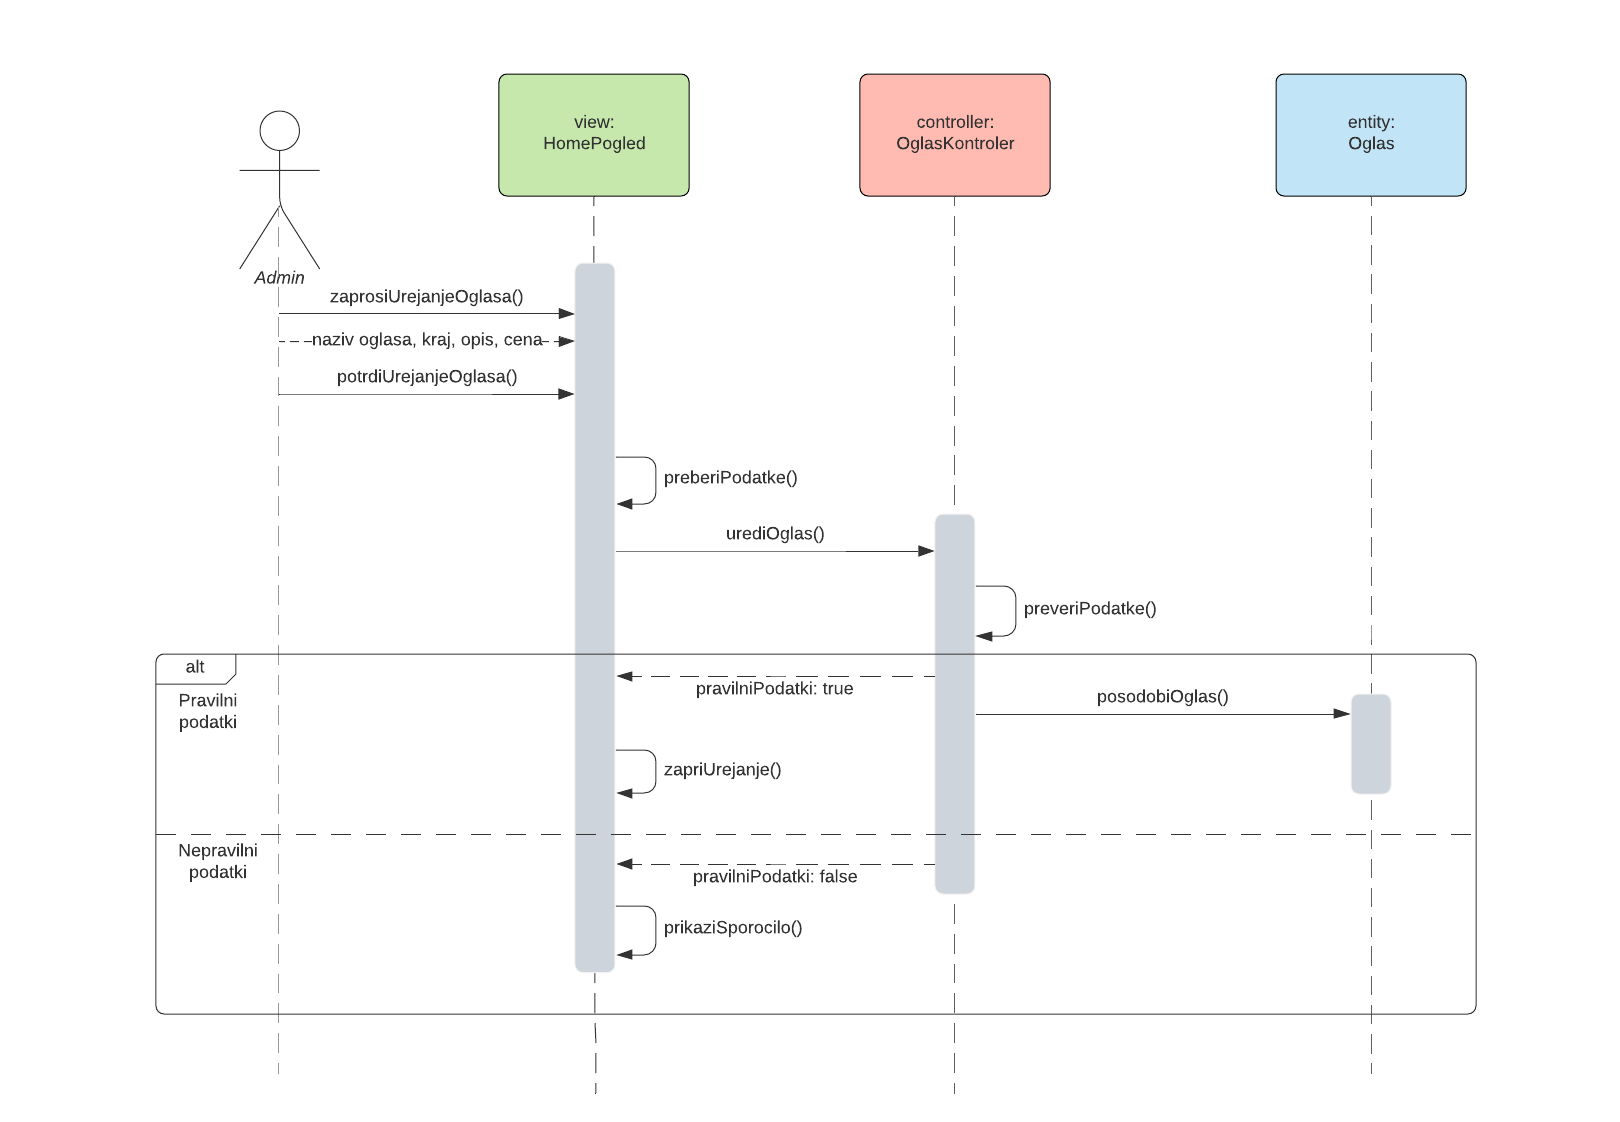 view:
HomePogled
controller:
OglasKontroler
entity:
Oglas
Admin
zaprosiUrejanjeOglasa()
naziv oglasa, kraj, opis, cena
potrdiUrejanjeOglasa()
preberiPodatke()
urediOglas()
preveriPodatke()
alt
Pravilni
podatki
pravilniPodatki: true
posodobiOglas()
zapriUrejanje()
Nepravilni
podatki
pravilniPodatki: false
prikaziSporocilo()